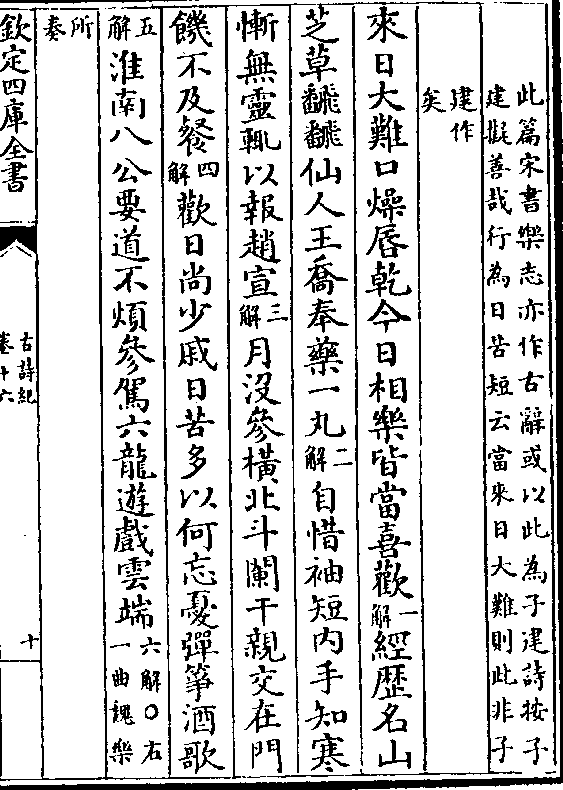 此篇宋書樂志亦作古辭或以此為子建詩按子
建擬善哉行為日苦短云當來日大難則此非子
建作
矣
來日大難口燥唇乾今日相樂皆當喜歡一解經歴名山
芝草飜飜仙人王喬奉藥一丸二解自惜袖短内手知寒
慚無靈輒以報趙宣三解月沒參橫北斗闌干親交在門
饑不及餐四解歡日尚少戚日苦多以何忘憂彈箏酒歌
五解淮南八公要道不煩參駕六龍遊戲雲端六解○右一曲魏樂
所
奏
欽定四庫全書
古詩紀
卷十六
十